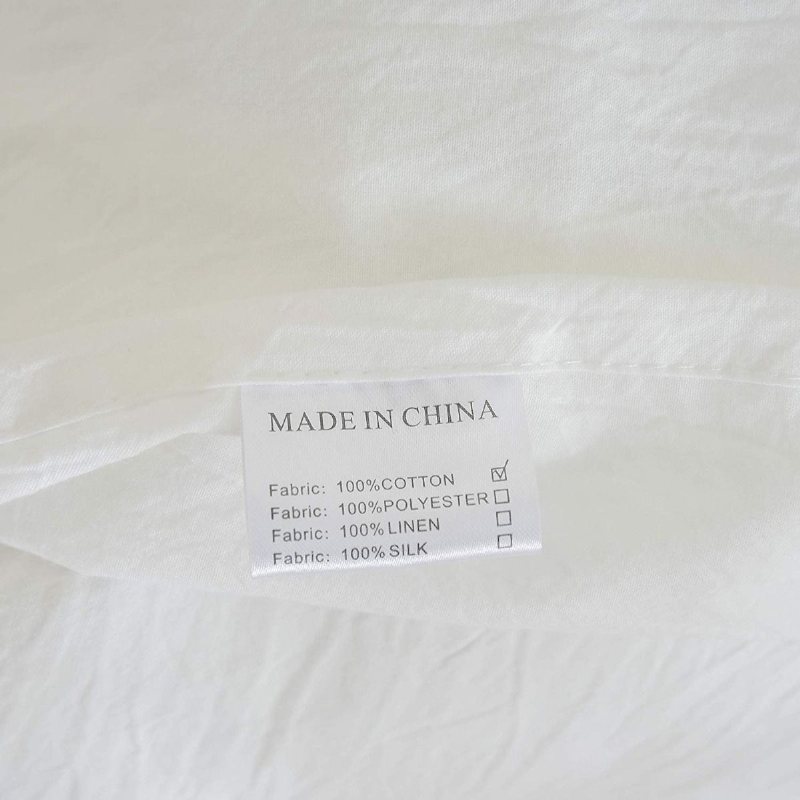 MADE IN CHINA
Fabric: 100%COTTON ☑
Fabric: 100%POLYESTER ☐
Fabric: 100%LINEN ☐
Fabric: 100%SILK ☐